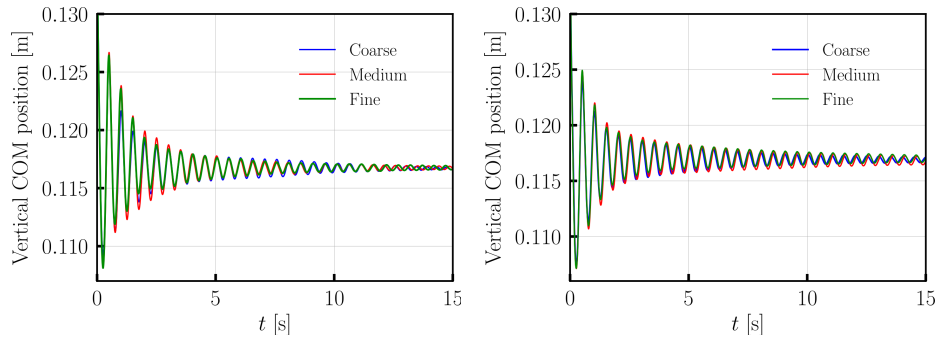 Vertical COM position [m]
0.130
0.125
0.120
0.115
0.110
Coarse
Medium
Fine
0 5 10 15
t [s]
Vertical COM position [m]
0.130
0.125
0.120
0.115
0.110
Coarse
Medium
Fine
0 5 10 15
t [s]